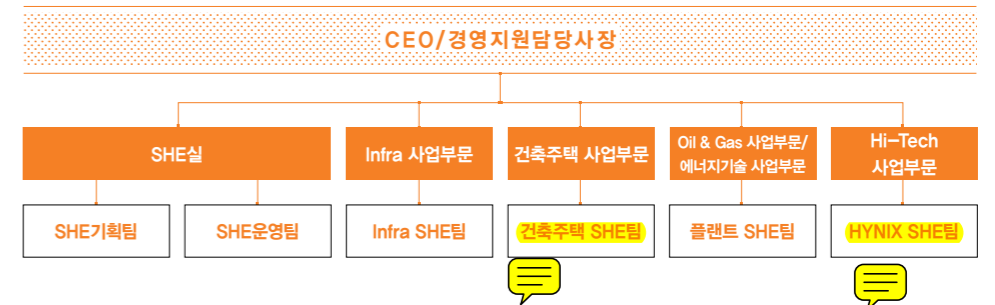 CEO/경영지원담당사장
SHE실
Infra 사업부문
건축주택 사업부문
Oil & Gas 사업부문/
에너지기술 사업부문
Hi-Tech
사업부문
SHE기획팀
SHE운영팀
Infra SHE팀
건축주택 SHE팀
플랜트 SHE팀
HYNIX SHE팀